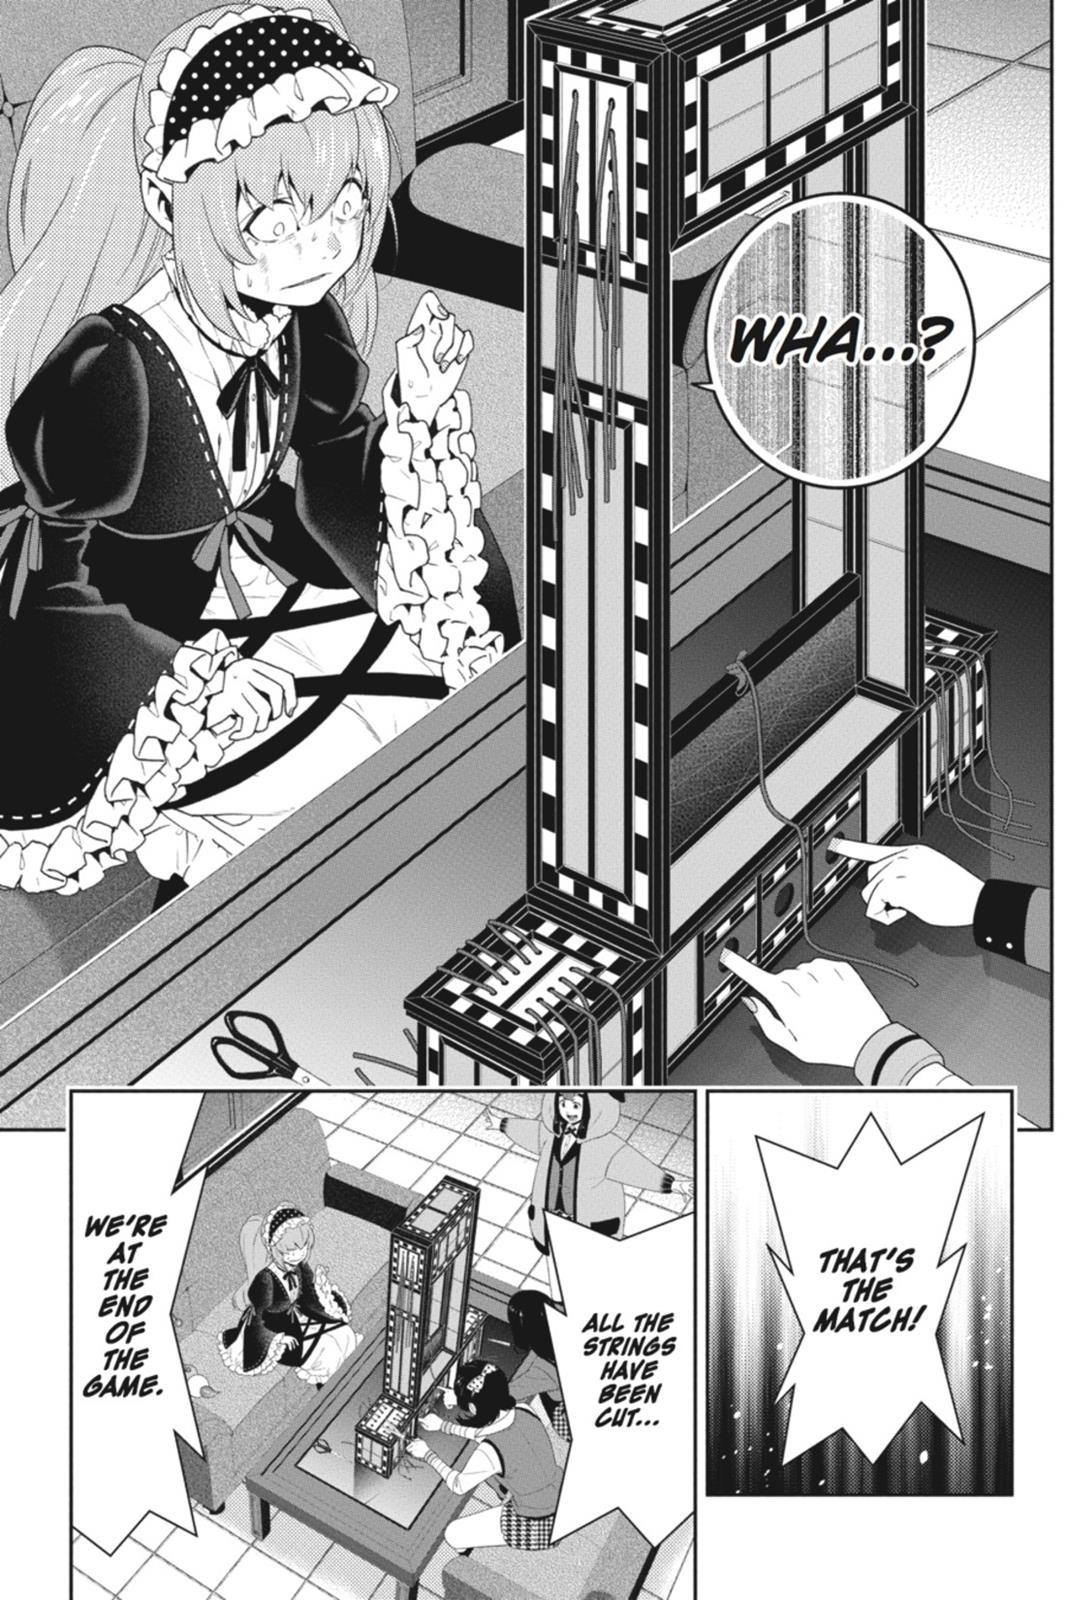 WHA...?
THAT'S
THE
MATCH!
ALL THE
STRINGS
HAVE
BEEN
CUT...
WE'RE
AT
THE
END
OF
THE
GAME.